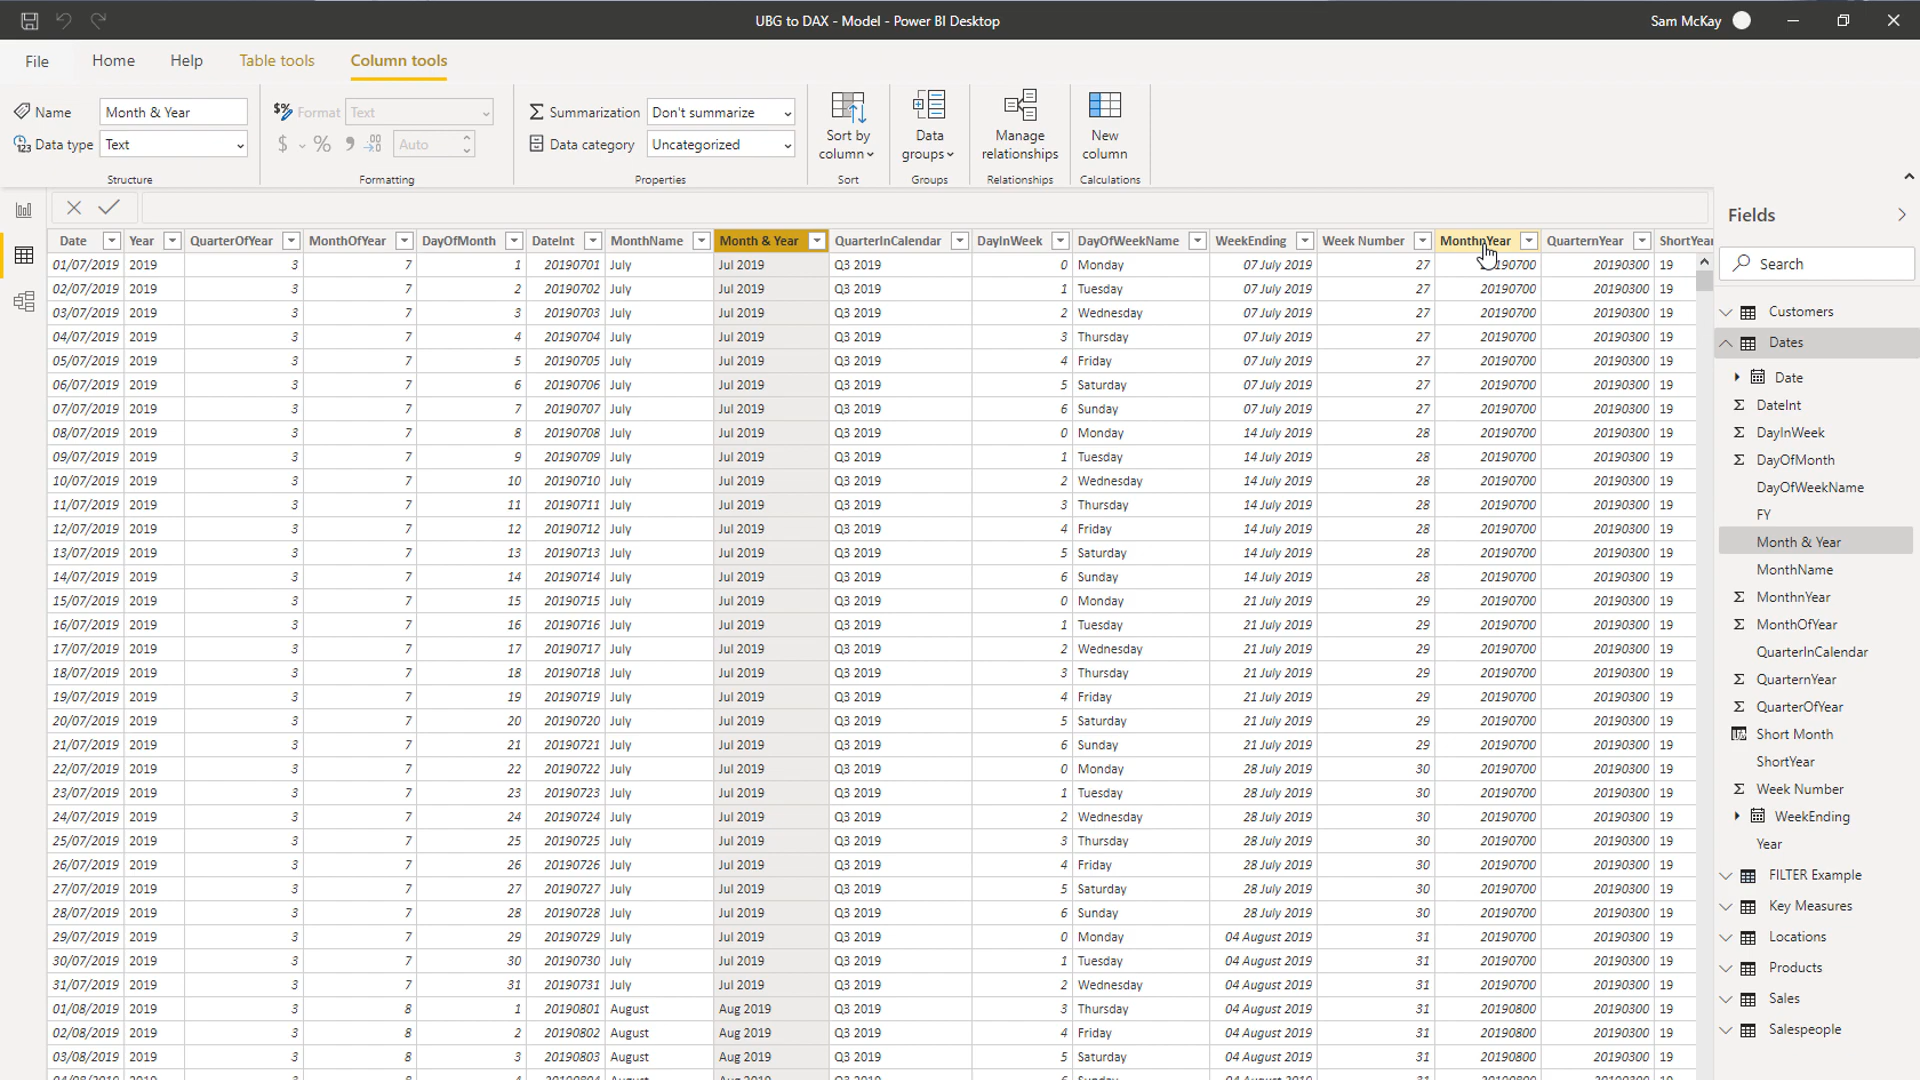 UBG to DAX - Model - Power BI Desktop Sam McKay
File Home Help Table tools Column tools
Name Month & Year Format Text Summarization Don't summarize
Data type Text $ % 9 Auto Data category Uncategorized
Sort by column Data groups Manage relationships New column
Structure Formatting Properties Sort Groups Relationships Calculations
Date Year QuarterOfYear MonthOfYear DayOfMonth DateInt MonthName Month & Year QuarterInCalendar DayInWeek DayOfWeekName WeekEnding Week Number MonthnYear QuarternYear ShortYear
01/07/2019 2019 3 7 1 20190701 July Jul 2019 Q3 2019 0 Monday 07 July 2019 27 20190700 20190300 19
02/07/2019 2019 3 7 2 20190702 July Jul 2019 Q3 2019 1 Tuesday 07 July 2019 27 20190700 20190300 19
03/07/2019 2019 3 7 3 20190703 July Jul 2019 Q3 2019 2 Wednesday 07 July 2019 27 20190700 20190300 19
04/07/2019 2019 3 7 4 20190704 July Jul 2019 Q3 2019 3 Thursday 07 July 2019 27 20190700 20190300 19
05/07/2019 2019 3 7 5 20190705 July Jul 2019 Q3 2019 4 Friday 07 July 2019 27 20190700 20190300 19
06/07/2019 2019 3 7 6 20190706 July Jul 2019 Q3 2019 5 Saturday 07 July 2019 27 20190700 20190300 19
07/07/2019 2019 3 7 7 20190707 July Jul 2019 Q3 2019 6 Sunday 07 July 2019 27 20190700 20190300 19
08/07/2019 2019 3 7 8 20190708 July Jul 2019 Q3 2019 0 Monday 14 July 2019 28 20190700 20190300 19
09/07/2019 2019 3 7 9 20190709 July Jul 2019 Q3 2019 1 Tuesday 14 July 2019 28 20190700 20190300 19
10/07/2019 2019 3 7 10 20190710 July Jul 2019 Q3 2019 2 Wednesday 14 July 2019 28 20190700 20190300 19
11/07/2019 2019 3 7 11 20190711 July Jul 2019 Q3 2019 3 Thursday 14 July 2019 28 20190700 20190300 19
12/07/2019 2019 3 7 12 20190712 July Jul 2019 Q3 2019 4 Friday 14 July 2019 28 20190700 20190300 19
13/07/2019 2019 3 7 13 20190713 July Jul 2019 Q3 2019 5 Saturday 14 July 2019 28 20190700 20190300 19
14/07/2019 2019 3 7 14 20190714 July Jul 2019 Q3 2019 6 Sunday 14 July 2019 28 20190700 20190300 19
15/07/2019 2019 3 7 15 20190715 July Jul 2019 Q3 2019 0 Monday 21 July 2019 29 20190700 20190300 19
16/07/2019 2019 3 7 16 20190716 July Jul 2019 Q3 2019 1 Tuesday 21 July 2019 29 20190700 20190300 19
17/07/2019 2019 3 7 17 20190717 July Jul 2019 Q3 2019 2 Wednesday 21 July 2019 29 20190700 20190300 19
18/07/2019 2019 3 7 18 20190718 July Jul 2019 Q3 2019 3 Thursday 21 July 2019 29 20190700 20190300 19
19/07/2019 2019 3 7 19 20190719 July Jul 2019 Q3 2019 4 Friday 21 July 2019 29 20190700 20190300 19
20/07/2019 2019 3 7 20 20190720 July Jul 2019 Q3 2019 5 Saturday 21 July 2019 29 20190700 20190300 19
21/07/2019 2019 3 7 21 20190721 July Jul 2019 Q3 2019 6 Sunday 21 July 2019 29 20190700 20190300 19
22/07/2019 2019 3 7 22 20190722 July Jul 2019 Q3 2019 0 Monday 28 July 2019 30 20190700 20190300 19
23/07/2019 2019 3 7 23 20190723 July Jul 2019 Q3 2019 1 Tuesday 28 July 2019 30 20190700 20190300 19
24/07/2019 2019 3 7 24 20190724 July Jul 2019 Q3 2019 2 Wednesday 28 July 2019 30 20190700 20190300 19
25/07/2019 2019 3 7 25 20190725 July Jul 2019 Q3 2019 3 Thursday 28 July 2019 30 20190700 20190300 19
26/07/2019 2019 3 7 26 20190726 July Jul 2019 Q3 2019 4 Friday 28 July 2019 30 20190700 20190300 19
27/07/2019 2019 3 7 27 20190727 July Jul 2019 Q3 2019 5 Saturday 28 July 2019 30 20190700 20190300 19
28/07/2019 2019 3 7 28 20190728 July Jul 2019 Q3 2019 6 Sunday 28 July 2019 30 20190700 20190300 19
29/07/2019 2019 3 7 29 20190729 July Jul 2019 Q3 2019 0 Monday 04 August 2019 31 20190700 20190300 19
30/07/2019 2019 3 7 30 20190730 July Jul 2019 Q3 2019 1 Tuesday 04 August 2019 31 20190700 20190300 19
31/07/2019 2019 3 7 31 20190731 July Jul 2019 Q3 2019 2 Wednesday 04 August 2019 31 20190700 20190300 19
01/08/2019 2019 3 8 1 20190801 August Aug 2019 Q3 2019 3 Thursday 04 August 2019 31 20190800 20190300 19
02/08/2019 2019 3 8 2 20190802 August Aug 2019 Q3 2019 4 Friday 04 August 2019 31 20190800 20190300 19
03/08/2019 2019 3 8 3 20190803 August Aug 2019 Q3 2019 5 Saturday 04 August 2019 31 20190800 20190300 19
Fields
Search
Customers
Dates
Date
DateInt
DayInWeek
DayOfMonth
DayOfWeekName
FY
Month & Year
MonthName
MonthnYear
MonthOfYear
QuarterInCalendar
QuarternYear
QuarterOfYear
Short Month
ShortYear
Week Number
WeekEnding
Year
FILTER Example
Key Measures
Locations
Products
Sales
Salespeople